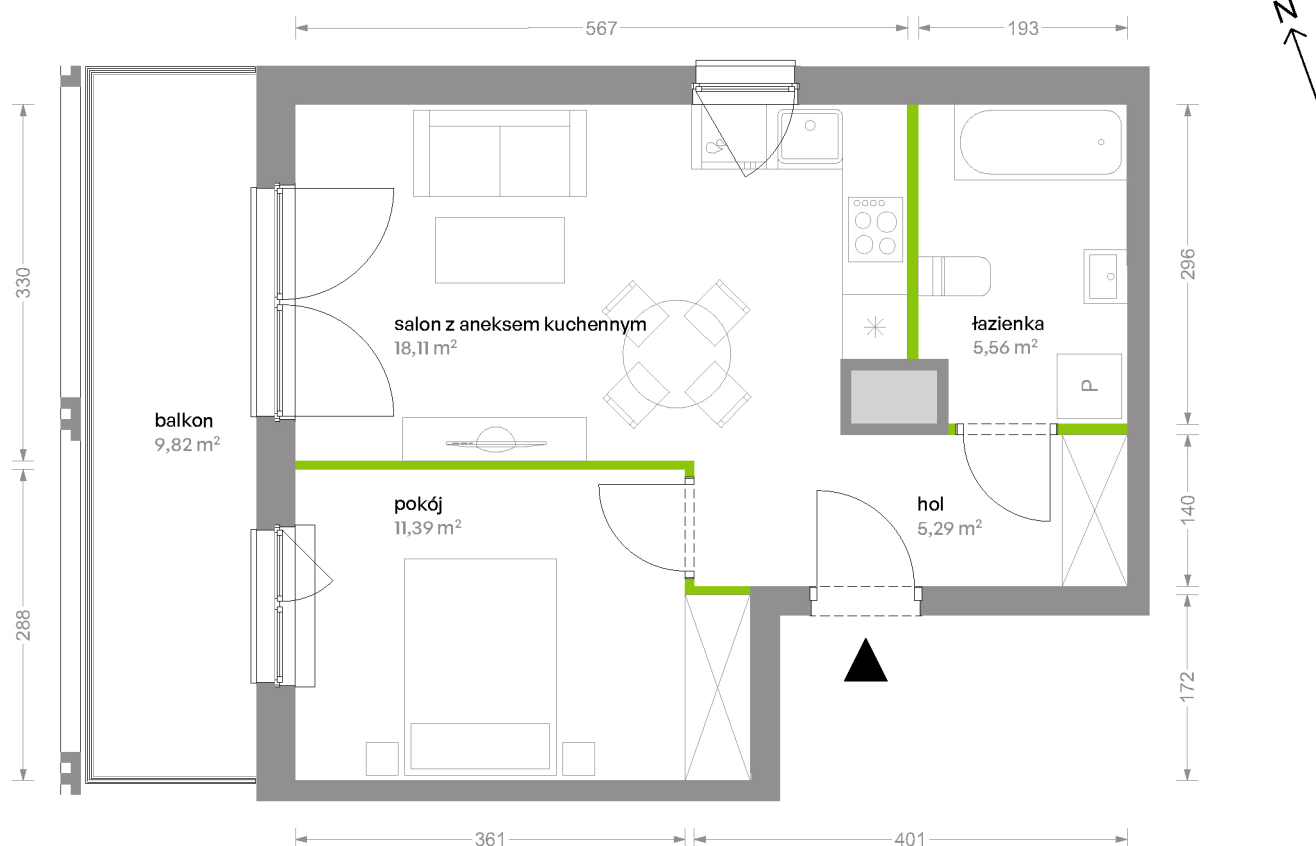 567
193
N
330
296
salon z aneksem kuchennym
18,11 m²
łazienka
5,56 m²
P
balkon
9,82 m²
pokój
11,39 m²
hol
5,29 m²
140
288
172
361
401